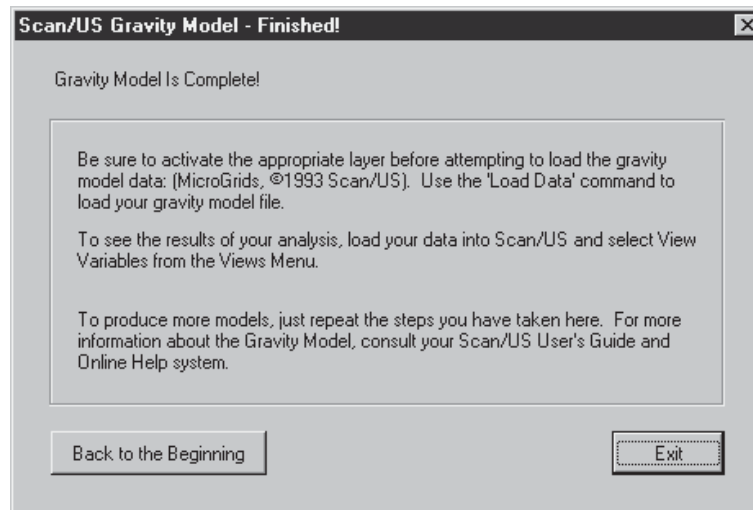 Scan/US Gravity Model - Finished!
Gravity Model Is Complete!
Be sure to activate the appropriate layer before attempting to load the gravity
model data: (MicroGrids, ©1993 Scan/US). Use the 'Load Data' command to
load your gravity model file.
To see the results of your analysis, load your data into Scan/US and select View
Variables from the Views Menu.
To produce more models, just repeat the steps you have taken here. For more
information about the Gravity Model, consult your Scan/US User's Guide and
Online Help system.
Back to the Beginning
Exit